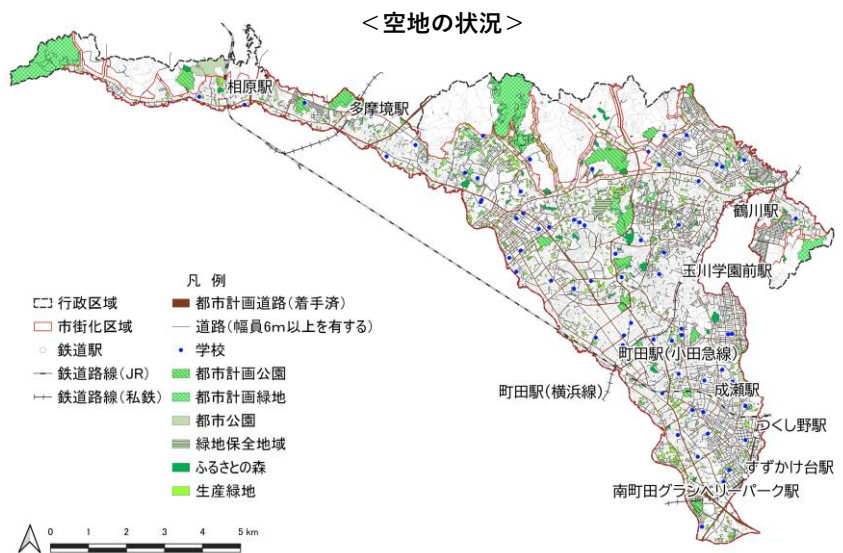 ＜空地の状況＞
相原駅
多摩境駅
鶴川駅
玉川学園前駅
町田駅(小田急線)
町田駅(横浜線)
成瀬駅
つくし野駅
すずかけ台駅
南町田グランベリーパーク駅
凡 例
行政区域
市街化区域
鉄道駅
鉄道路線(JR)
鉄道路線(私鉄)
都市計画道路(着手済)
道路(幅員6m以上を有する)
学校
都市計画公園
都市計画緑地
都市公園
緑地保全地域
ふるさとの森
生産緑地
0 1 2 3 4 5 km